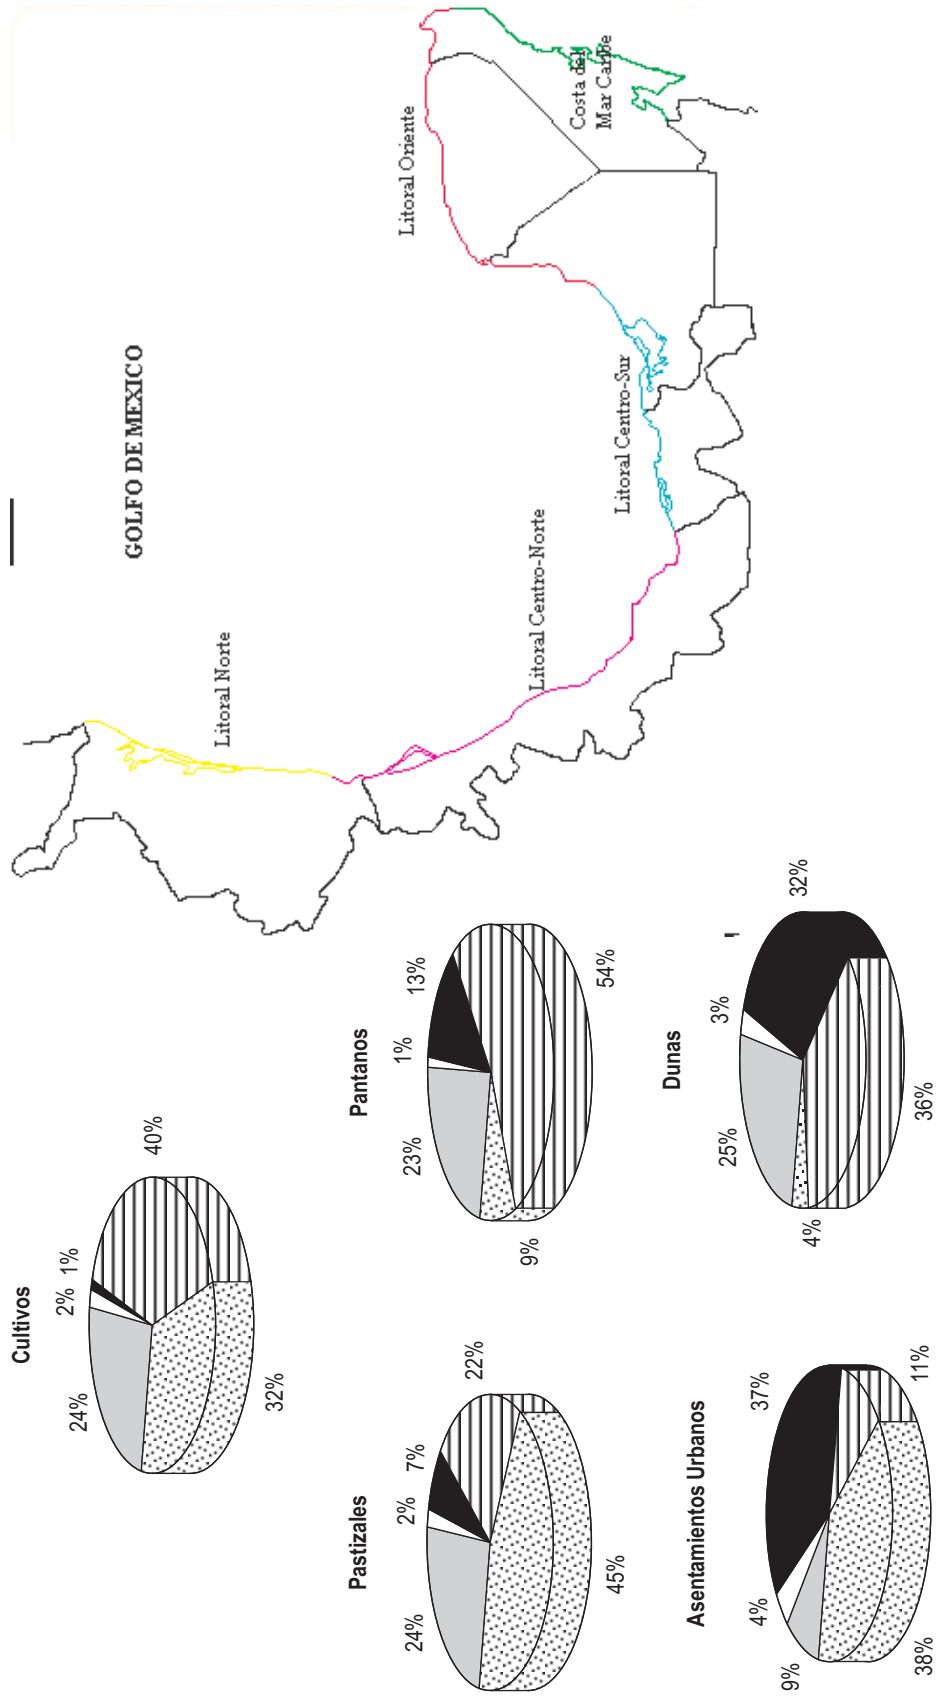 Cultivos
24%
2%
1%
40%
32%
Pastizales
24%
2%
7%
22%
45%
Pantanos
23%
1%
13%
54%
9%
Asentamientos Urbanos
9%
4%
37%
11%
38%
Dunas
25%
3%
32%
36%
4%
GOLFO DE MEXICO
Litoral Norte
Litoral Centro-Norte
Litoral Centro-Sur
Litoral Oriente
Costa del
Mar Caribe